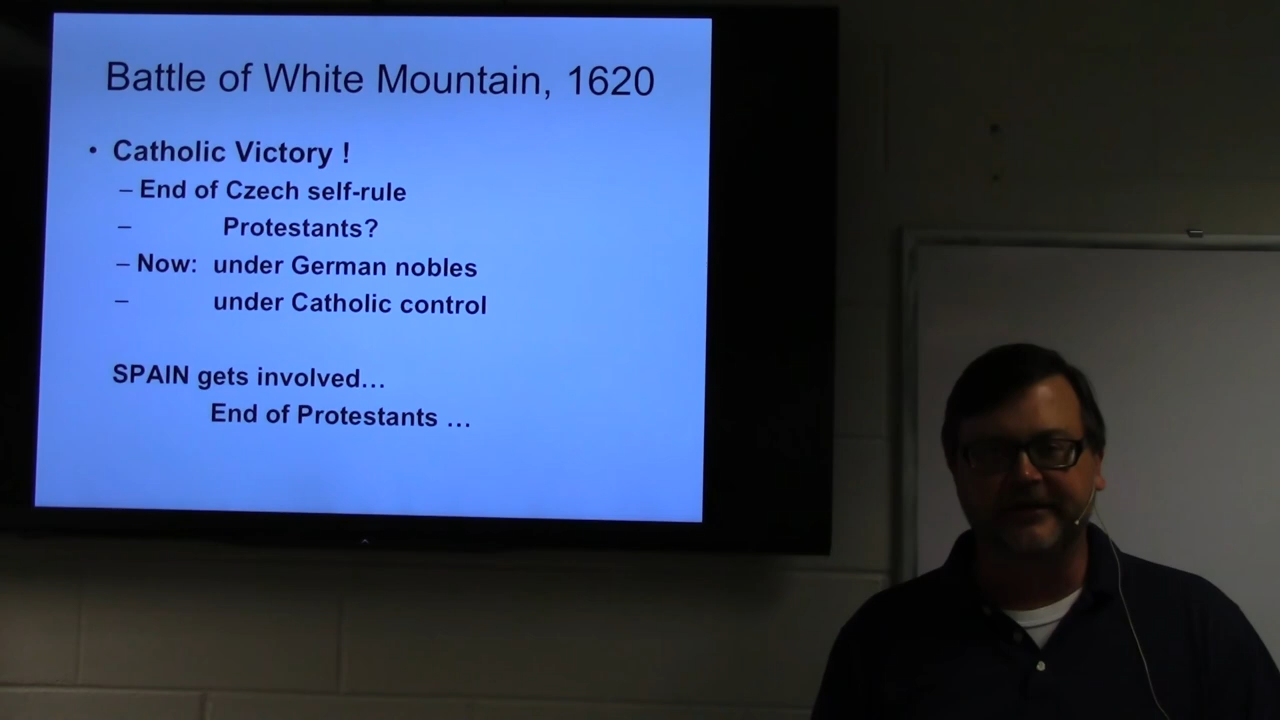 Battle of White Mountain, 1620
• Catholic Victory !
– End of Czech self-rule
– Protestants?
– Now: under German nobles
– under Catholic control
SPAIN gets involved…
End of Protestants …